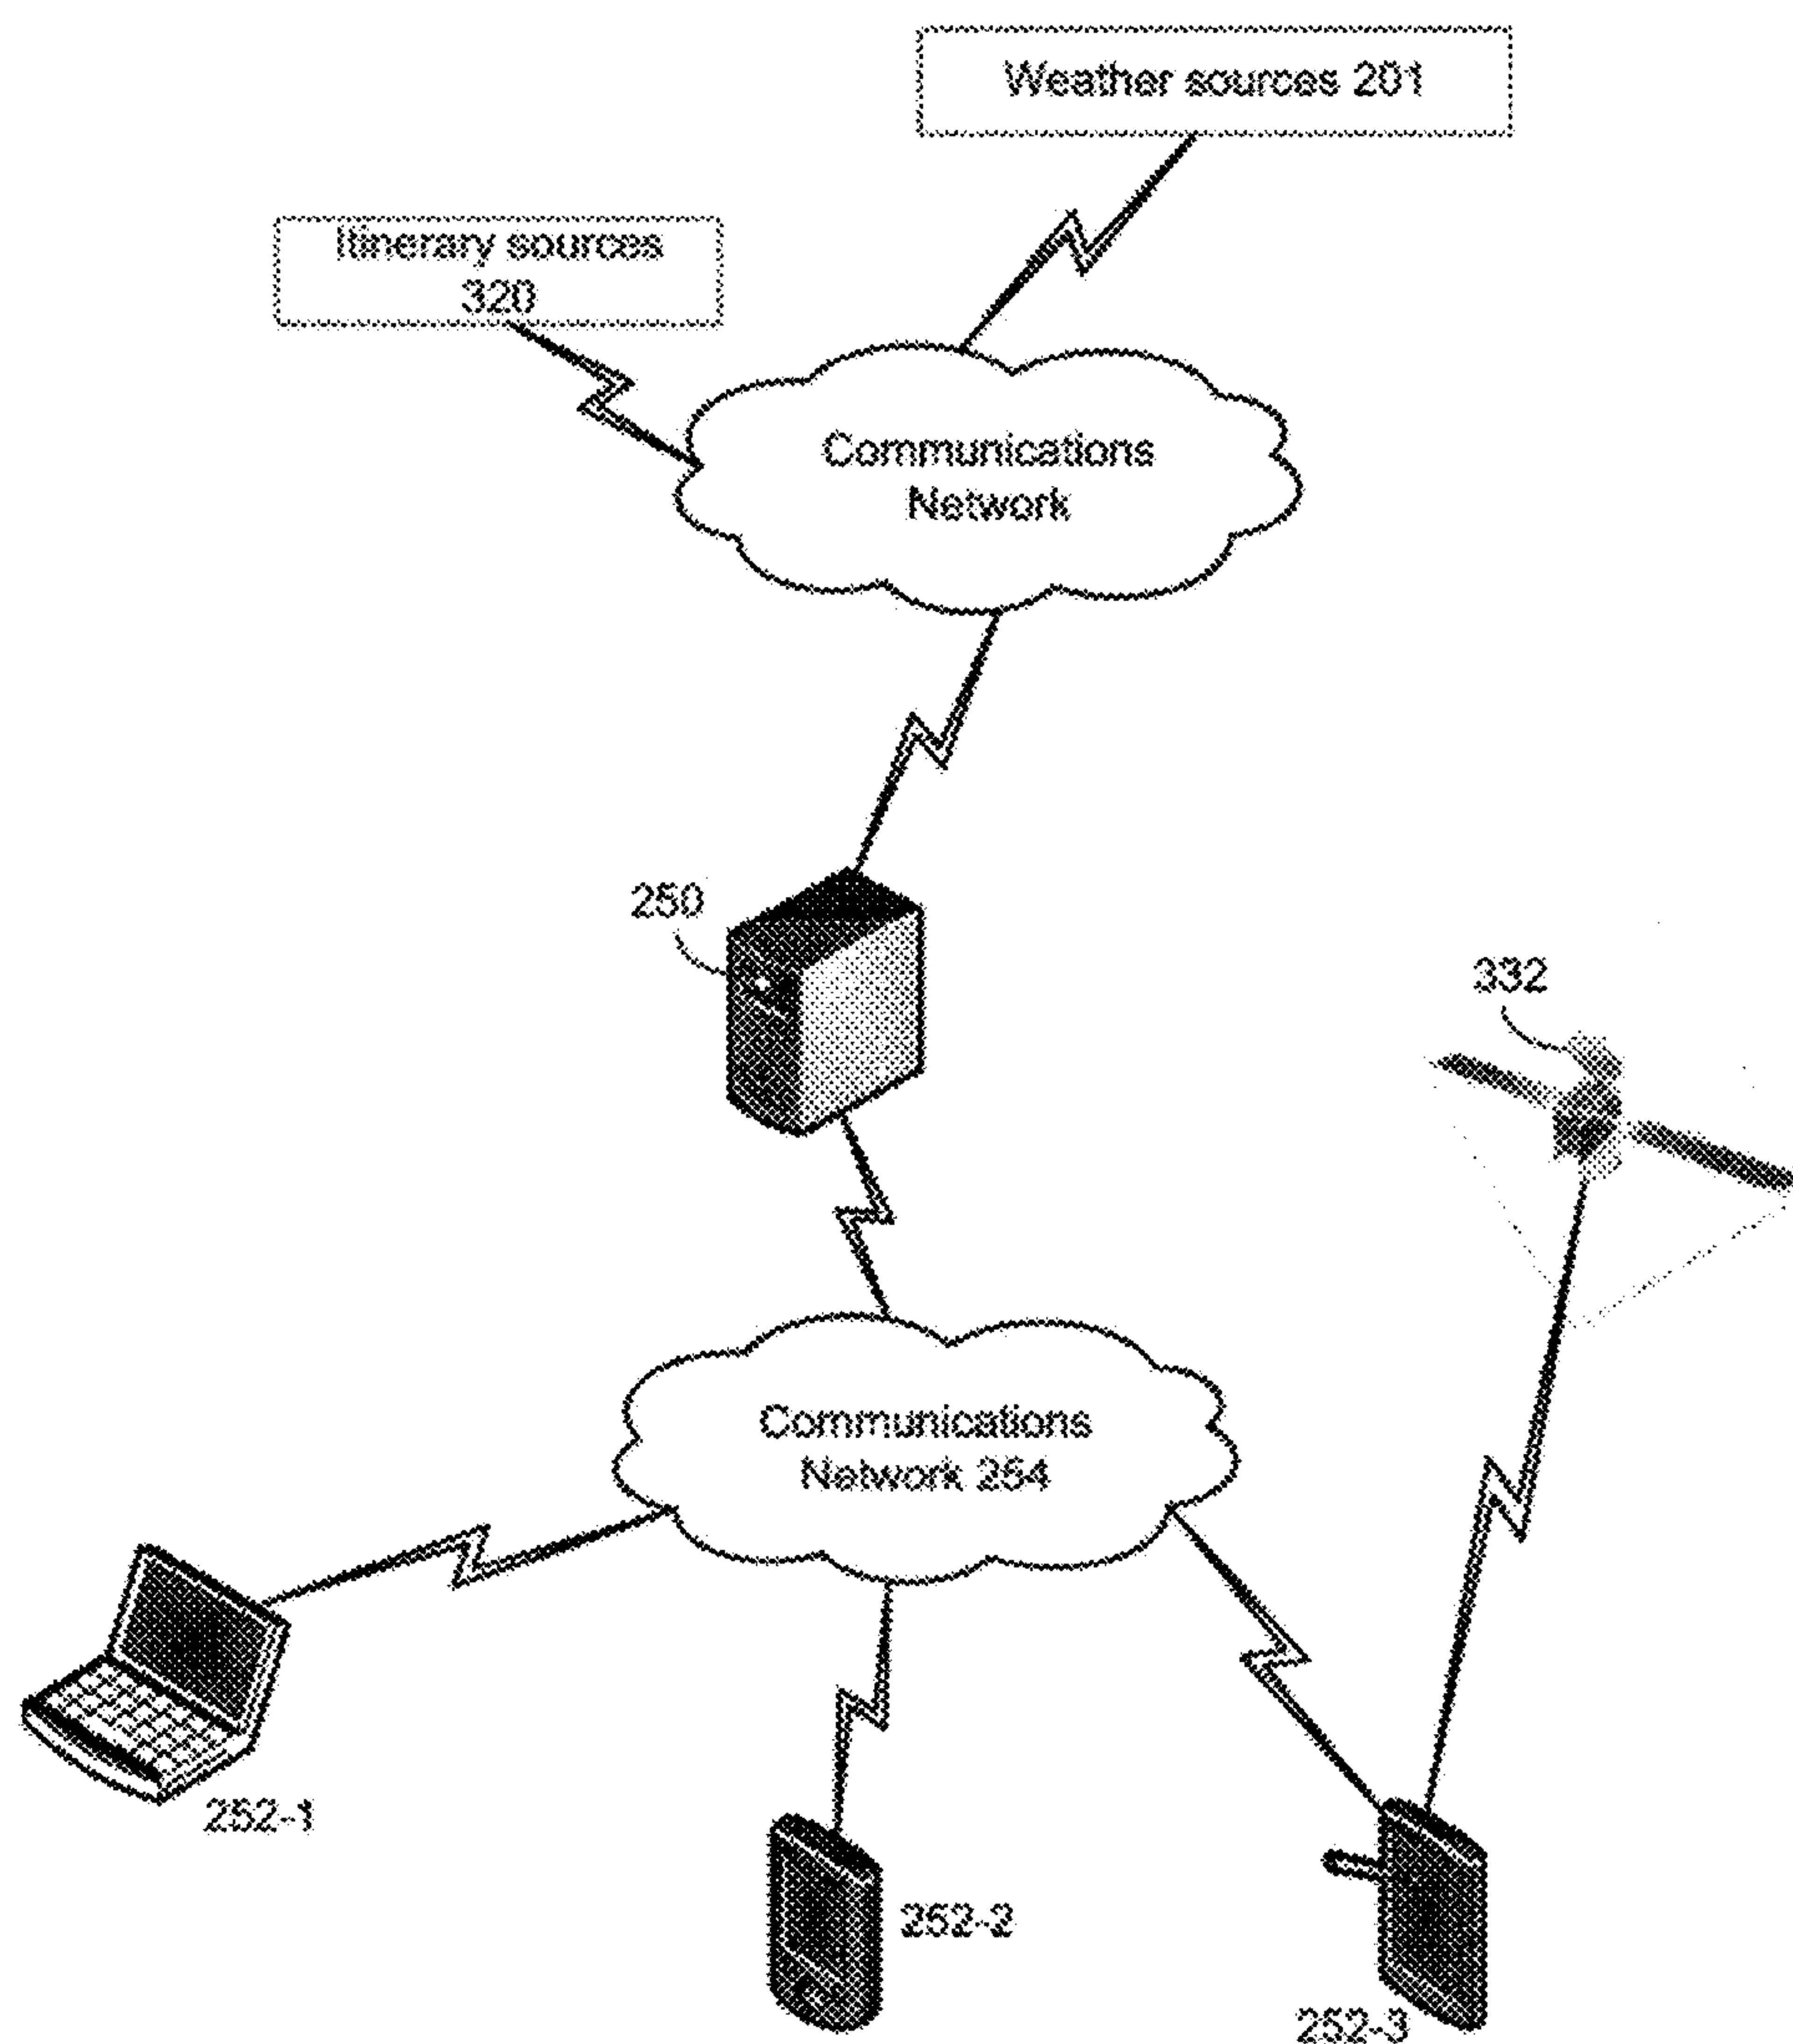 Weather sources 201
Itinerary sources
320
Communications
Network
250
332
Communications
Network 254
252-1
252-2
252-3